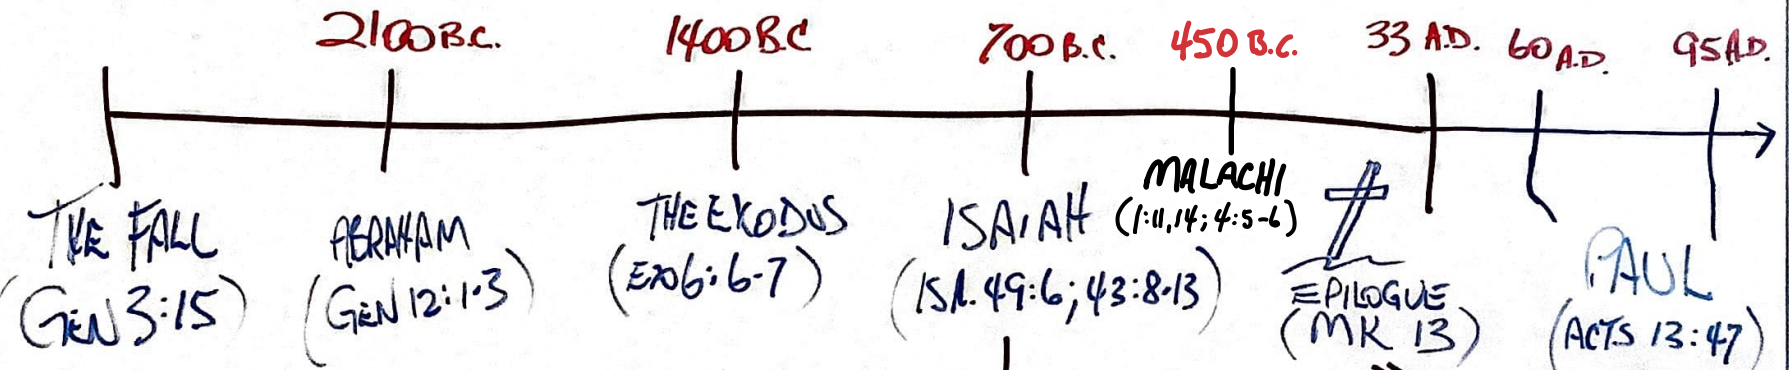 2100 B.C. 1400 B.C 700 B.C. 450 B.C. 33 A.D. 60 A.D. 95 A.D.
THE FALL
(GEN 3:15)
ABRAHAM
(GEN 12:1-3)
THE EXODUS
(EXO 6:6-7)
ISAIAH
(ISA. 49:6; 43:8-13)
MALACHI
(1:11,14; 4:5-6)
EPILOGUE
(MK 13)
PAUL
(ACTS 13:47)